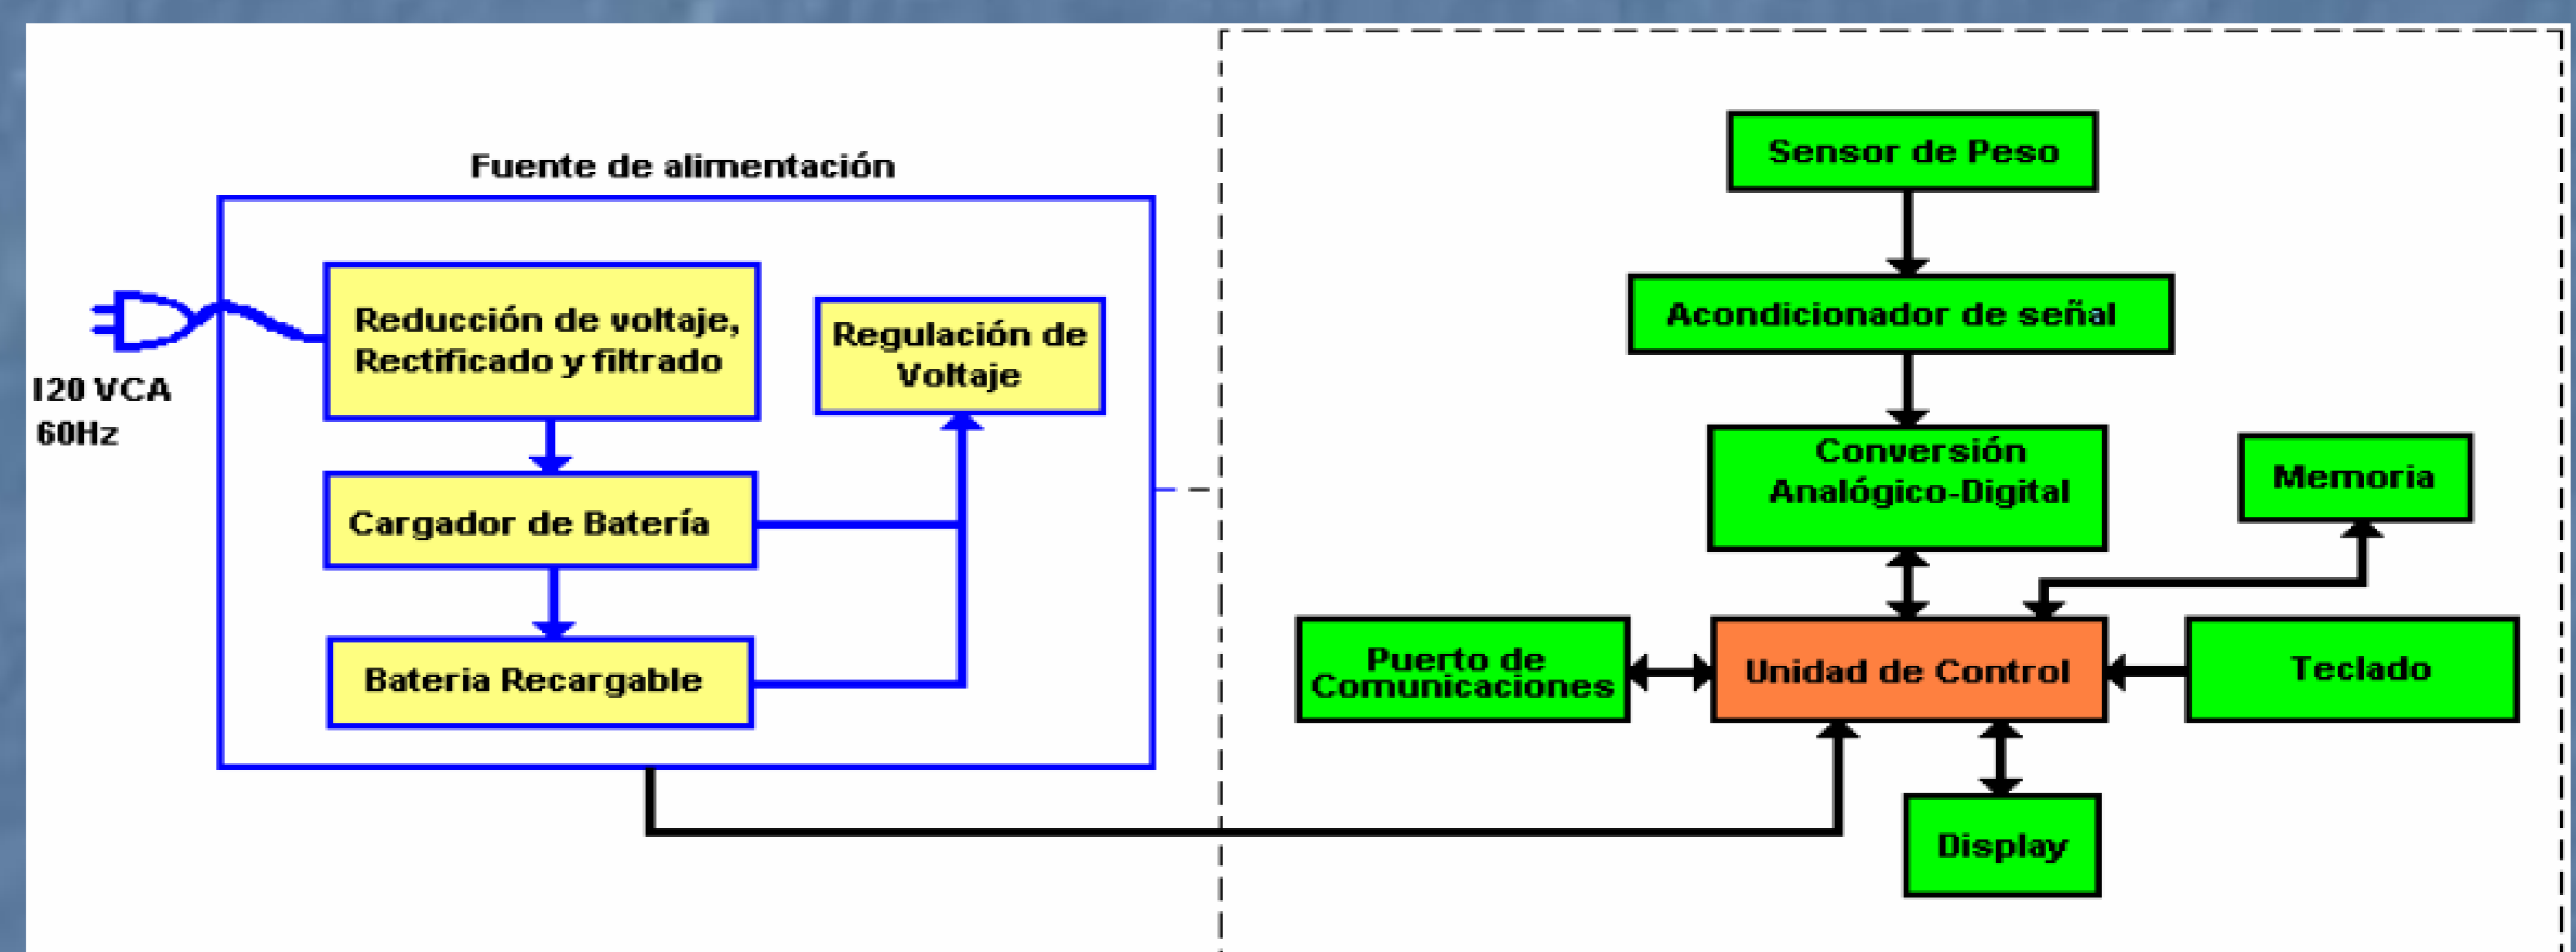 Fuente de alimentación
120 VCA
60Hz
Reducción de voltaje,
Rectificado y filtrado
Regulación de
Voltaje
Cargador de Batería
Bateria Recargable
Sensor de Peso
Acondicionador de señal
Conversión
Analógico-Digital
Memoria
Puerto de
Comunicaciones
Unidad de Control
Teclado
Display